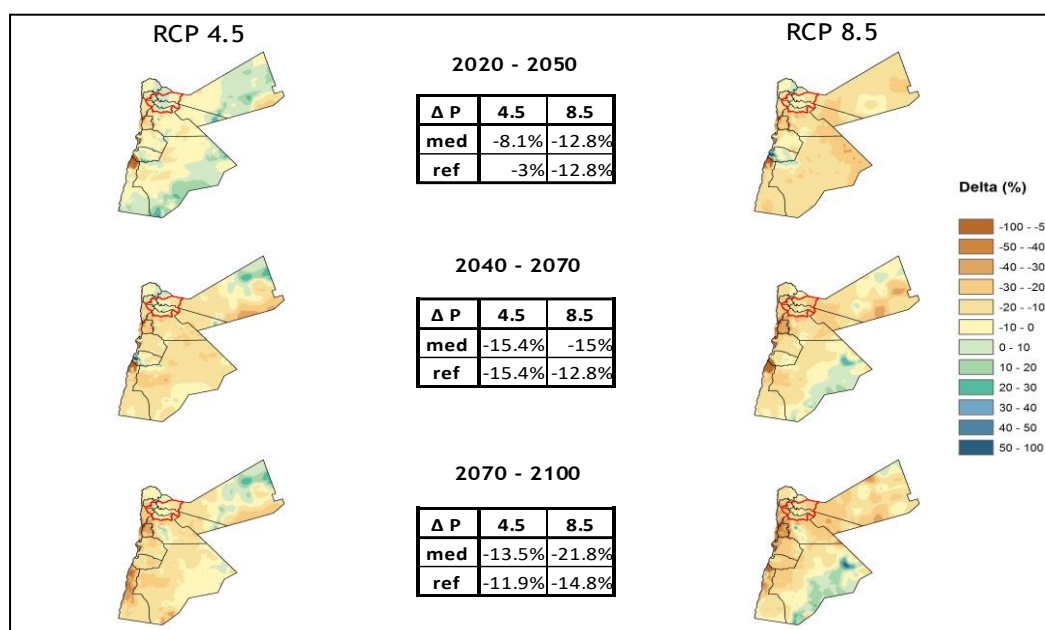 RCP 4.5
RCP 8.5
2020 - 2050
Δ P 4.5 8.5
med -8.1% -12.8%
ref -3% -12.8%
2040 - 2070
Δ P 4.5 8.5
med -15.4% -15%
ref -15.4% -12.8%
2070 - 2100
Δ P 4.5 8.5
med -13.5% -21.8%
ref -11.9% -14.8%
Delta (%)
-100 - -5
-50 - -40
-40 - -30
-30 - -20
-20 - -10
-10 - 0
0 - 10
10 - 20
20 - 30
30 - 40
40 - 50
50 - 100